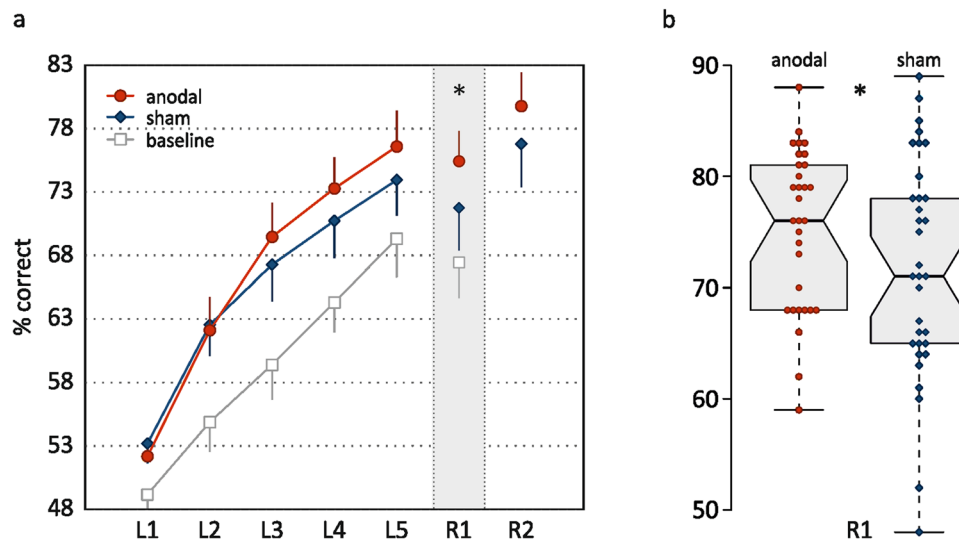 a
83
78
73
68
63
58
53
48
% correct
anodal
sham
baseline
*
L1 L2 L3 L4 L5 R1 R2
b
90
80
70
60
50
anodal * sham
R1